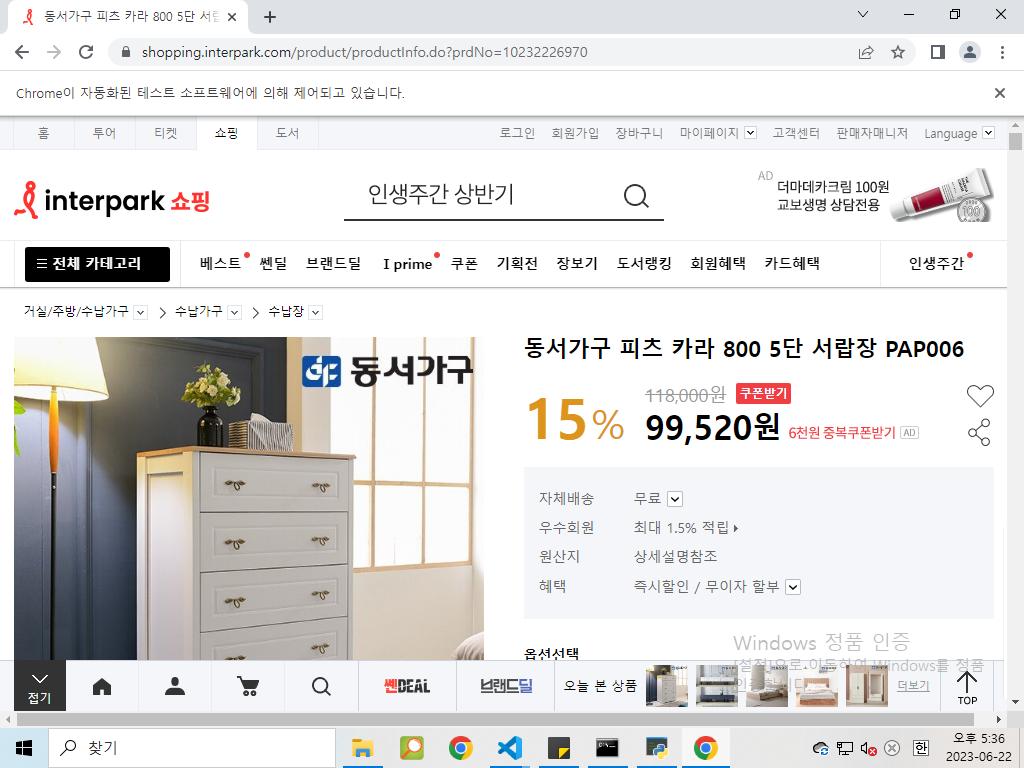 동서가구 피츠 카라 800 5단 서랍
shopping.interpark.com/product/productInfo.do?prdNo=10232226970
Chrome이 자동화된 테스트 소프트웨어에 의해 제어되고 있습니다.
홈 투어 티켓 쇼핑 도서 로그인 회원가입 장바구니 마이페이지 고객센터 판매자매니저 Language
interpark 쇼핑
인생주간 상반기
AD
더마데카크림 100원
교보생명 상담전용
100
전체 카테고리 베스트 쎈딜 브랜드딜 I prime 쿠폰 기획전 장보기 도서랭킹 회원혜택 카드혜택 인생주간
거실/주방/수납가구 수납가구 수납장
동서가구
동서가구 피츠 카라 800 5단 서랍장 PAP006
118,000원 쿠폰받기
15% 99,520원 6천원 중복쿠폰받기 AD
자체배송 무료
우수회원 최대 1.5% 적립
원산지 상세설명참조
혜택 즉시할인 / 무이자 할부
옵션선택
Windows 정품 인증
[설정]으로 이동하여 Windows를 정품
인증합니다.
접기 쎈DEAL 브랜드딜 오늘 본 상품 더보기 TOP
찾기
한
오후 5:36
2023-06-22